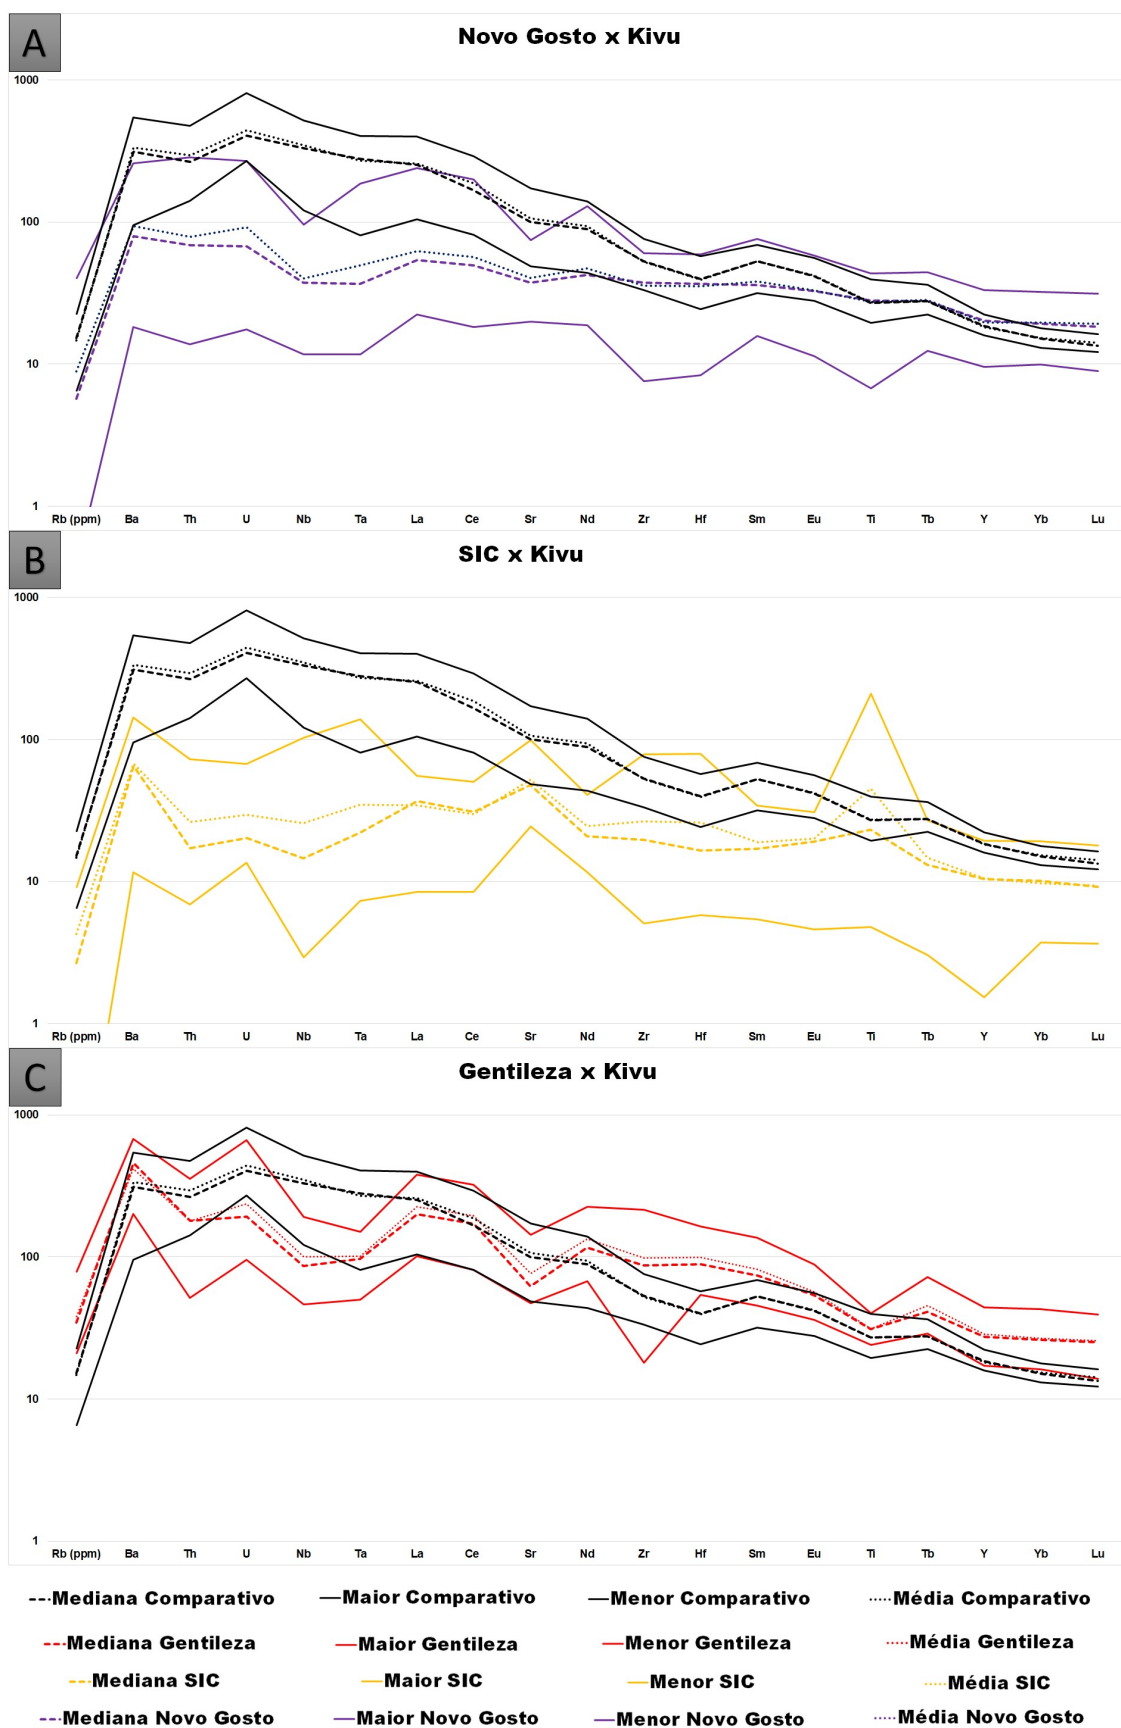 A
Novo Gosto x Kivu
1000
100
10
1
Rb (ppm) Ba Th U Nb Ta La Ce Sr Nd Zr Hf Sm Eu Ti Tb Y Yb Lu
B
SIC x Kivu
1000
100
10
1
Rb (ppm) Ba Th U Nb Ta La Ce Sr Nd Zr Hf Sm Eu Ti Tb Y Yb Lu
C
Gentileza x Kivu
1000
100
10
1
Rb (ppm) Ba Th U Nb Ta La Ce Sr Nd Zr Hf Sm Eu Ti Tb Y Yb Lu
Mediana Comparativo Maior Comparativo Menor Comparativo Média Comparativo
Mediana Gentileza Maior Gentileza Menor Gentileza Média Gentileza
Mediana SIC Maior SIC Menor SIC Média SIC
Mediana Novo Gosto Maior Novo Gosto Menor Novo Gosto Média Novo Gosto